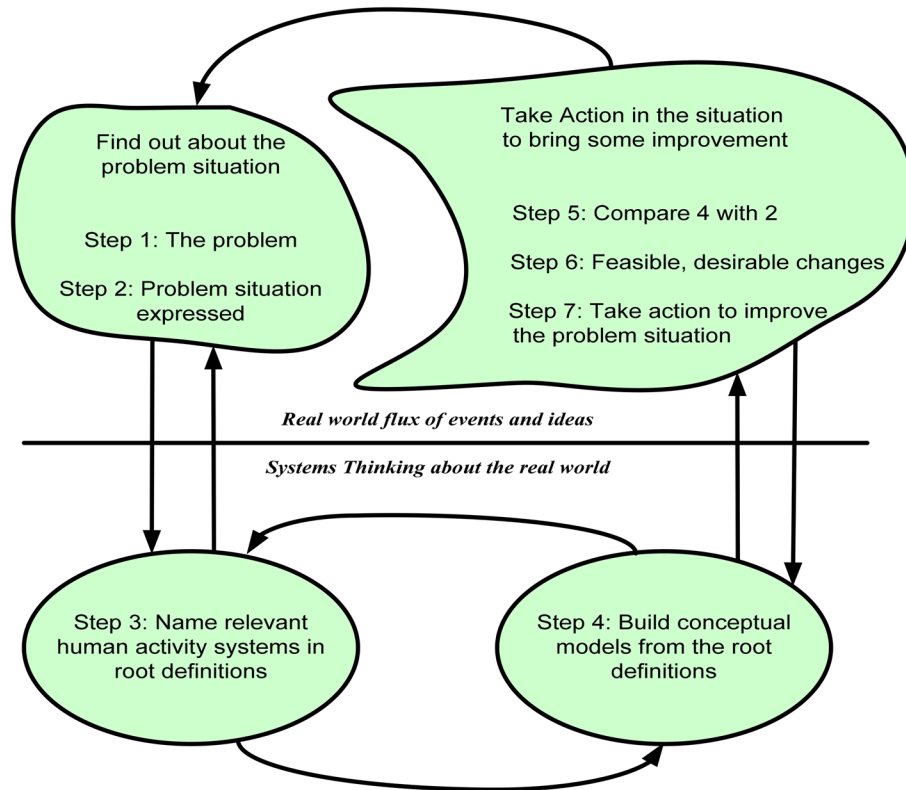 Find out about the
problem situation
Step 1: The problem
Step 2: Problem situation
expressed
Take Action in the situation
to bring some improvement
Step 5: Compare 4 with 2
Step 6: Feasible, desirable changes
Step 7: Take action to improve
the problem situation
Real world flux of events and ideas
Systems Thinking about the real world
Step 3: Name relevant
human activity systems in
root definitions
Step 4: Build conceptual
models from the root
definitions